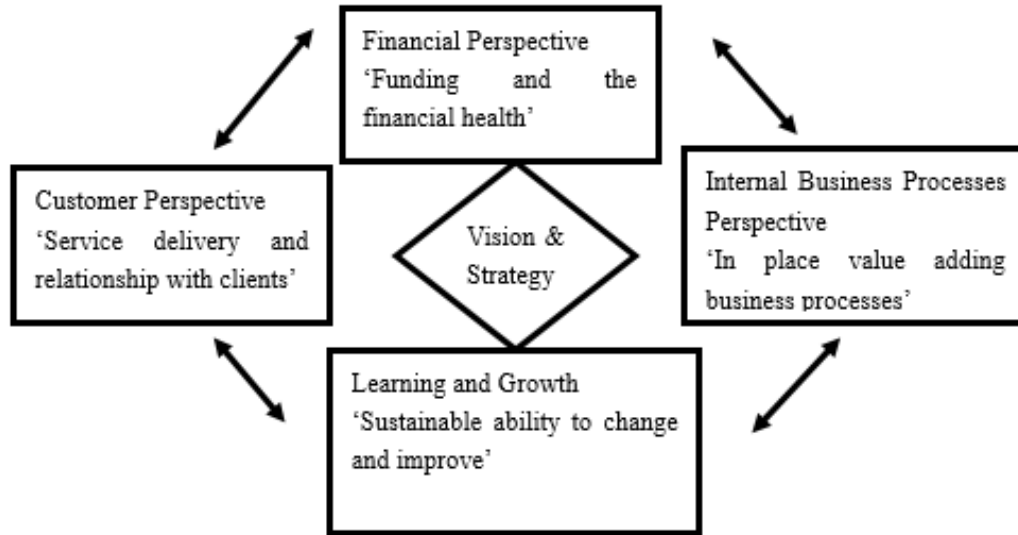 Financial Perspective
‘Funding and the
financial health’
Customer Perspective
‘Service delivery and
relationship with clients’
Vision &
Strategy
Internal Business Processes
Perspective
‘In place value adding
business processes’
Learning and Growth
‘Sustainable ability to change
and improve’